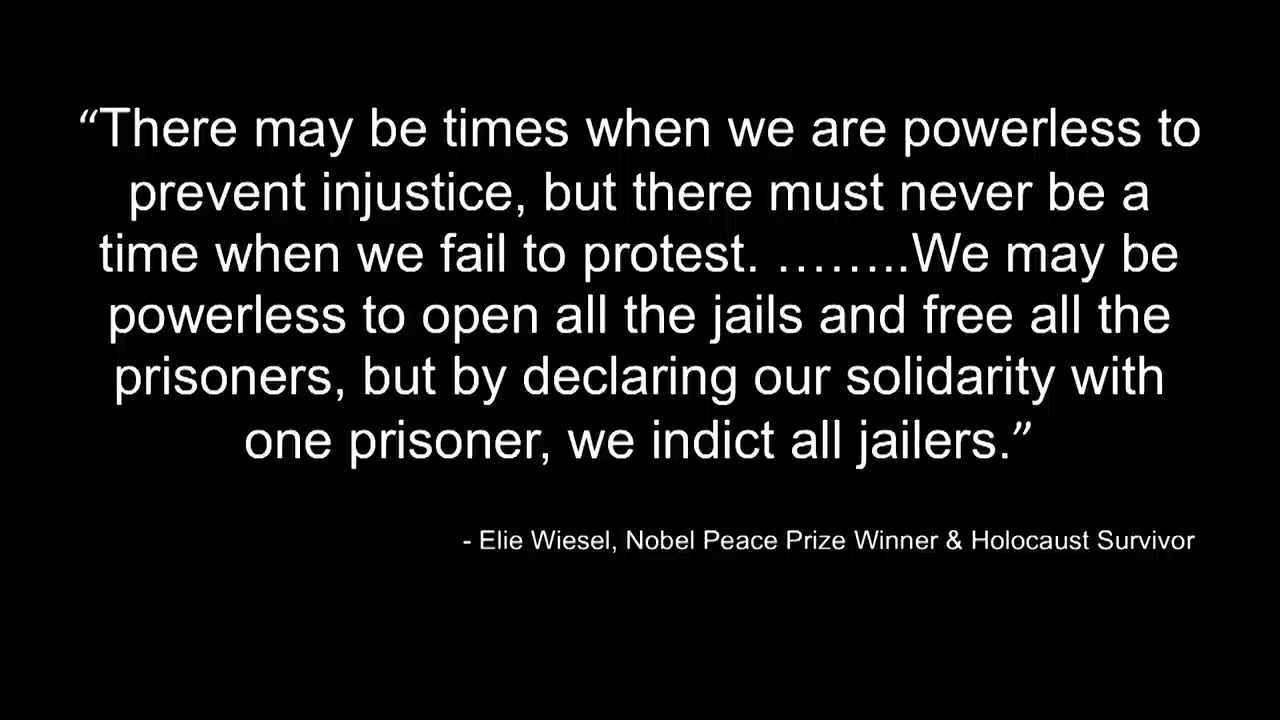 “There may be times when we are powerless to
prevent injustice, but there must never be a
time when we fail to protest. ……..We may be
powerless to open all the jails and free all the
prisoners, but by declaring our solidarity with
one prisoner, we indict all jailers.”
- Elie Wiesel, Nobel Peace Prize Winner & Holocaust Survivor